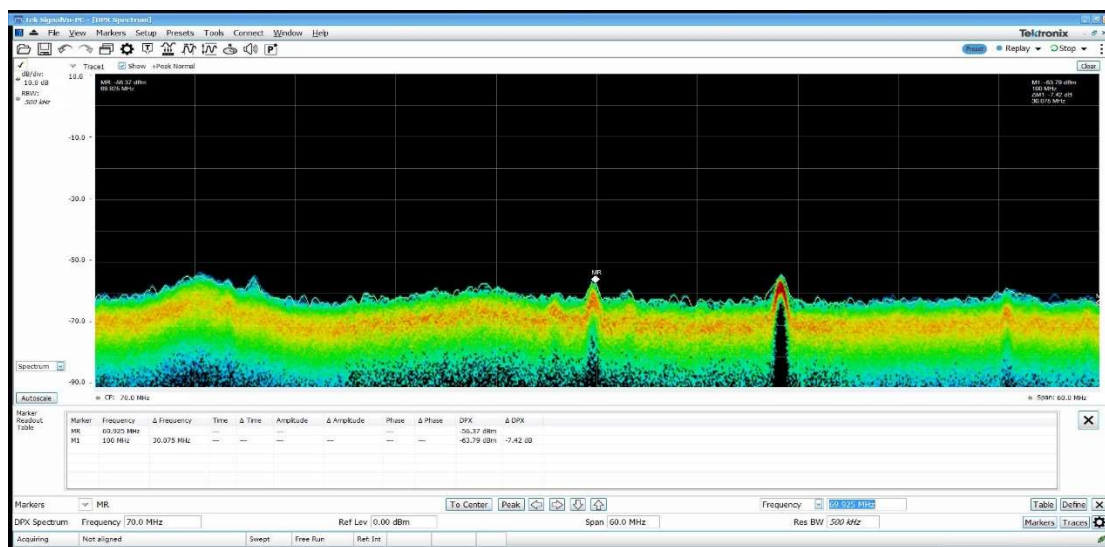 Tek SignalVu-PC - [DPX Spectrum]
File View Markers Setup Presets Tools Connect Window Help
Tektronix
Preset Replay Stop
Trace1 Show +Peak Normal
Clear
dB/div:
10.0 dB
RBW:
500 kHz
10.0
MR: -56.37 dBm
69.925 MHz
M1: -63.79 dBm
100 MHz
ΔM1: -7.42 dB
30.075 MHz
-10.0
-30.0
-50.0
MR
-70.0
Spectrum
-90.0
Autoscale
CF: 70.0 MHz
Span: 60.0 MHz
Marker
Readout
Table
Marker Frequency Δ Frequency Time Δ Time Amplitude Δ Amplitude Phase Δ Phase DPX Δ DPX
MR 69.925 MHz --- --- --- -56.37 dBm
M1 100 MHz 30.075 MHz --- --- --- --- --- --- -63.79 dBm -7.42 dB
Markers MR To Center Peak Frequency 69.925 MHz Table Define
DPX Spectrum Frequency 70.0 MHz Ref Lev 0.00 dBm Span 60.0 MHz Res BW 500 kHz Markers Traces
Acquiring Not aligned Swept Free Run Ref: Int